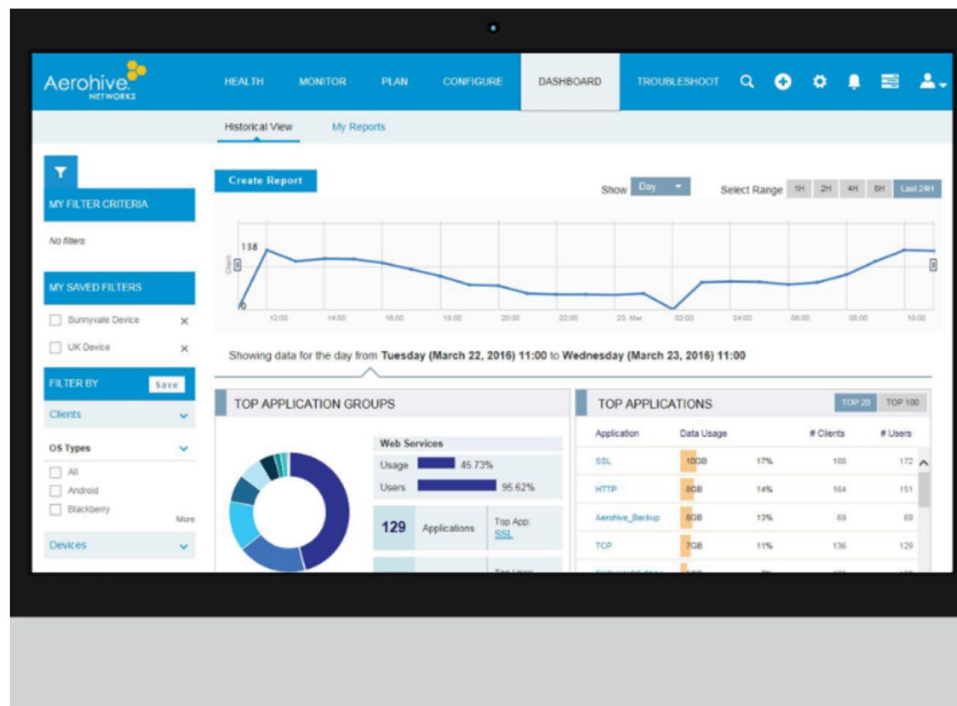 Aerohive
NETWORKS
HEALTH MONITOR PLAN CONFIGURE DASHBOARD TROUBLESHOOT
Historical View My Reports
Create Report
Show Day Select Range 1H 2H 4H 8H Last 24H
MY FILTER CRITERIA
No filters
MY SAVED FILTERS
Sunnyvale Device
UK Device
FILTER BY Save
Clients
OS Types
All
Android
Blackberry
More
Devices
138
Client
0
12:00 14:00 16:00 18:00 20:00 22:00 23. Mar 02:00 04:00 06:00 08:00 10:00
Showing data for the day from Tuesday (March 22, 2016) 11:00 to Wednesday (March 23, 2016) 11:00
TOP APPLICATION GROUPS
Web Services
Usage 45.73%
Users 95.62%
129 Applications Top App:
SSL
TOP APPLICATIONS TOP 20 TOP 100
Application Data Usage # Clients # Users
SSL 10GB 17% 188 172
HTTP 8GB 14% 164 151
Aerohive_Backup 8GB 13% 69 69
TCP 7GB 11% 136 129